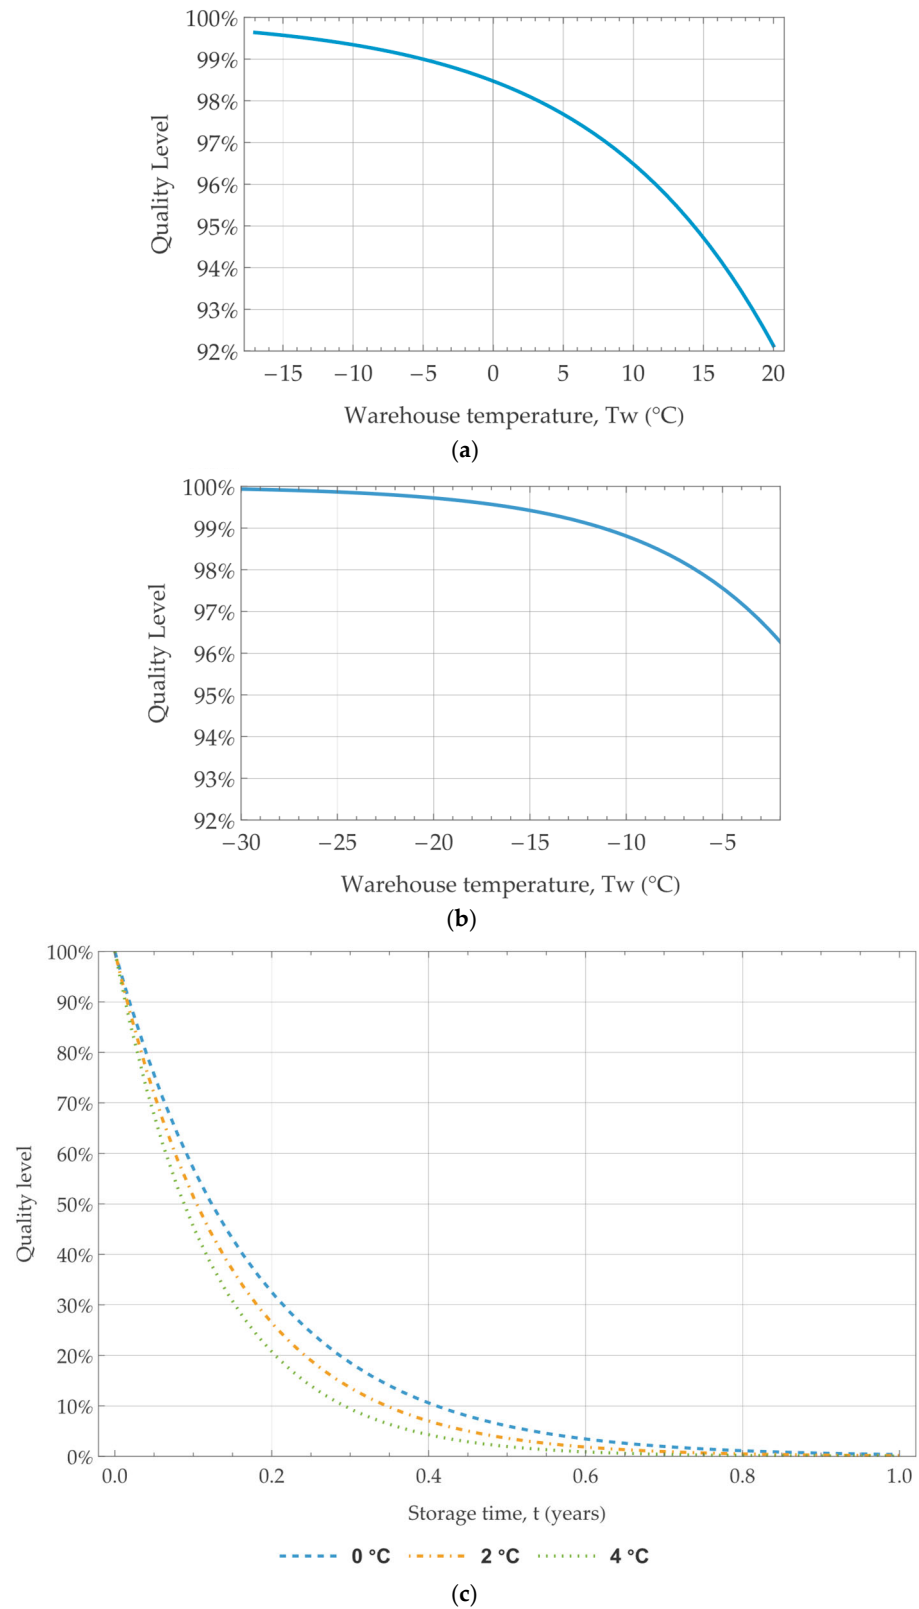 100%
99%
98%
97%
96%
95%
94%
93%
92%
Quality Level
−15 −10 −5 0 5 10 15 20
Warehouse temperature, Tw (°C)
(a)
100%
99%
98%
97%
96%
95%
94%
93%
92%
Quality Level
−30 −25 −20 −15 −10 −5
Warehouse temperature, Tw (°C)
(b)
100%
90%
80%
70%
60%
50%
40%
30%
20%
10%
0%
Quality level
0.0 0.2 0.4 0.6 0.8 1.0
Storage time, t (years)
0 °C 2 °C 4 °C
(c)